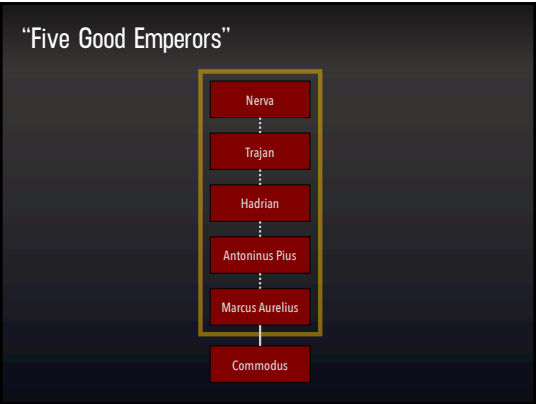 “Five Good Emperors”
Nerva
Trajan
Hadrian
Antoninus Pius
Marcus Aurelius
Commodus